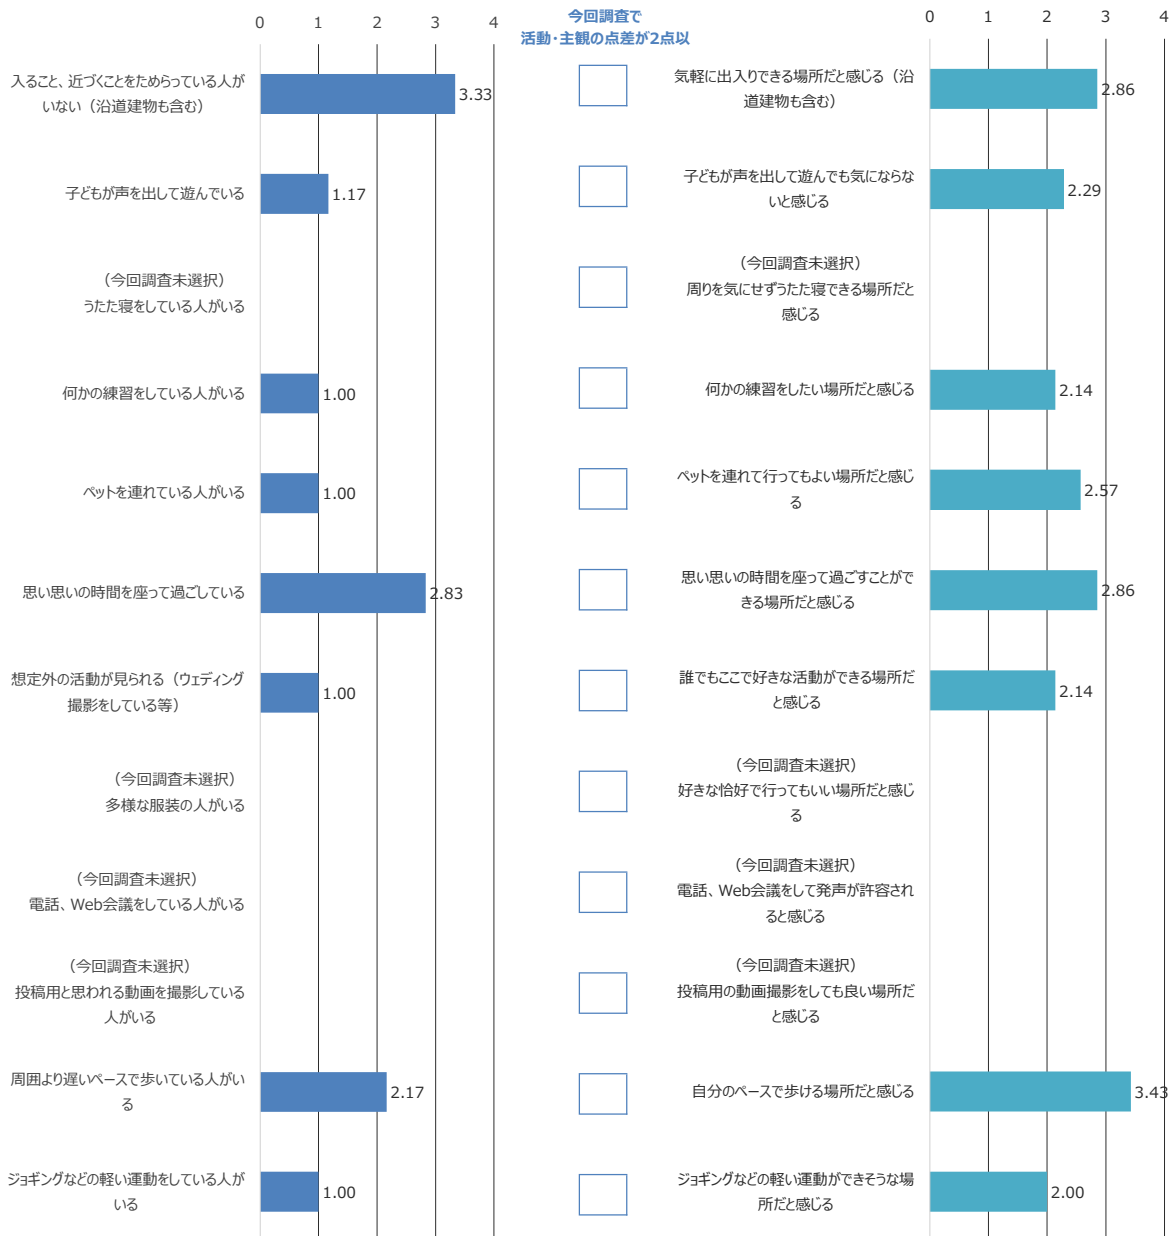 0 1 2 3 4
今回調査で
活動・主観の点差が2点以
0 1 2 3 4
入ること、近づくことをためらっている人が
いない（沿道建物も含む）
3.33
気軽に出入りできる場所だと感じる（沿
道建物も含む）
2.86
子どもが声を出して遊んでいる
1.17
子どもが声を出して遊んでも気にならな
いと感じる
2.29
（今回調査未選択）
うたた寝をしている人がいる
（今回調査未選択）
周りを気にせずうたた寝できる場所だと
感じる
何かの練習をしている人がいる
1.00
何かの練習をしたい場所だと感じる
2.14
ペットを連れている人がいる
1.00
ペットを連れて行ってもよい場所だと感じ
る
2.57
思い思いの時間を座って過ごしている
2.83
思い思いの時間を座って過ごすことがで
きる場所だと感じる
2.86
想定外の活動が見られる（ウェディング
撮影をしている等）
1.00
誰でもここで好きな活動ができる場所だ
と感じる
2.14
（今回調査未選択）
多様な服装の人がいる
（今回調査未選択）
好きな恰好で行ってもいい場所だと感じ
る
（今回調査未選択）
電話、Web会議をしている人がいる
（今回調査未選択）
電話、Web会議をして発声が許容され
ると感じる
（今回調査未選択）
投稿用と思われる動画を撮影している
人がいる
（今回調査未選択）
投稿用の動画撮影をしても良い場所だ
と感じる
周囲より遅いペースで歩いている人がい
る
2.17
自分のペースで歩ける場所だと感じる
3.43
ジョギングなどの軽い運動をしている人が
いる
1.00
ジョギングなどの軽い運動ができそうな場
所だと感じる
2.00